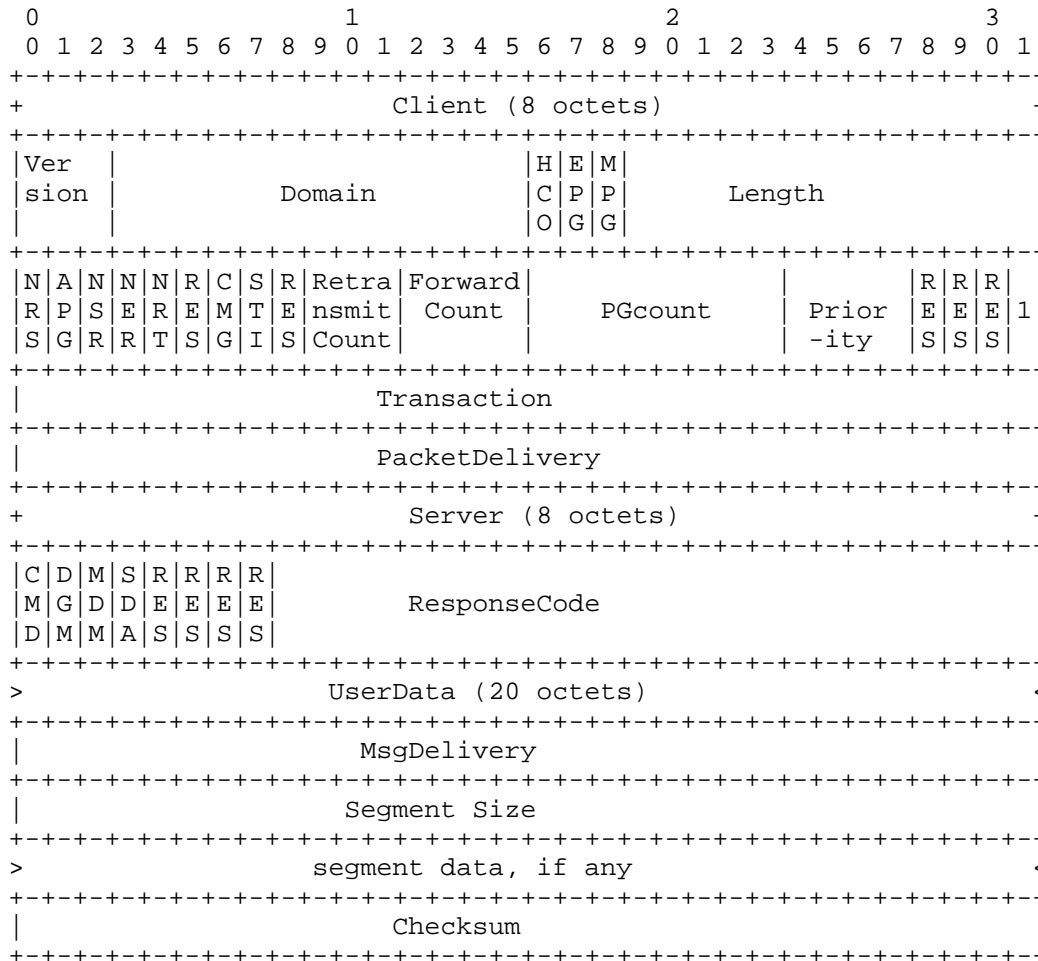 0                   1                   2                   3
 0 1 2 3 4 5 6 7 8 9 0 1 2 3 4 5 6 7 8 9 0 1 2 3 4 5 6 7 8 9 0 1
+-+-+-+-+-+-+-+-+-+-+-+-+-+-+-+-+-+-+-+-+-+-+-+-+-+-+-+-+-+-+-+--
+                       Client (8 octets)                       -
+-+-+-+-+-+-+-+-+-+-+-+-+-+-+-+-+-+-+-+-+-+-+-+-+-+-+-+-+-+-+-+--
|Ver  |                         |H|E|M|
|sion |          Domain         |C|P|P|      Length
|     |                         |O|G|G|
+-+-+-+-+-+-+-+-+-+-+-+-+-+-+-+-+-+-+-+-+-+-+-+-+-+-+-+-+-+-+-+--
|N|A|N|N|N|R|C|S|R|Retra|Forward|               |       |R|R|R|
|R|P|S|E|R|E|M|T|E|nsmit| Count |    PGcount    | Prior |E|E|E|1
|S|G|R|R|T|S|G|I|S|Count|       |               | -ity  |S|S|S|
+-+-+-+-+-+-+-+-+-+-+-+-+-+-+-+-+-+-+-+-+-+-+-+-+-+-+-+-+-+-+-+--
|                      Transaction
+-+-+-+-+-+-+-+-+-+-+-+-+-+-+-+-+-+-+-+-+-+-+-+-+-+-+-+-+-+-+-+--
|                      PacketDelivery
+-+-+-+-+-+-+-+-+-+-+-+-+-+-+-+-+-+-+-+-+-+-+-+-+-+-+-+-+-+-+-+--
+                        Server (8 octets)                      -
+-+-+-+-+-+-+-+-+-+-+-+-+-+-+-+-+-+-+-+-+-+-+-+-+-+-+-+-+-+-+-+--
|C|D|M|S|R|R|R|R|
|M|G|D|D|E|E|E|E|        ResponseCode
|D|M|M|A|S|S|S|S|
+-+-+-+-+-+-+-+-+-+-+-+-+-+-+-+-+-+-+-+-+-+-+-+-+-+-+-+-+-+-+-+--
>                   UserData (20 octets)                        <
+-+-+-+-+-+-+-+-+-+-+-+-+-+-+-+-+-+-+-+-+-+-+-+-+-+-+-+-+-+-+-+--
|                     MsgDelivery
+-+-+-+-+-+-+-+-+-+-+-+-+-+-+-+-+-+-+-+-+-+-+-+-+-+-+-+-+-+-+-+--
|                    Segment Size
+-+-+-+-+-+-+-+-+-+-+-+-+-+-+-+-+-+-+-+-+-+-+-+-+-+-+-+-+-+-+-+--
>                  segment data, if any                         <
+-+-+-+-+-+-+-+-+-+-+-+-+-+-+-+-+-+-+-+-+-+-+-+-+-+-+-+-+-+-+-+--
|                       Checksum
+-+-+-+-+-+-+-+-+-+-+-+-+-+-+-+-+-+-+-+-+-+-+-+-+-+-+-+-+-+-+-+--